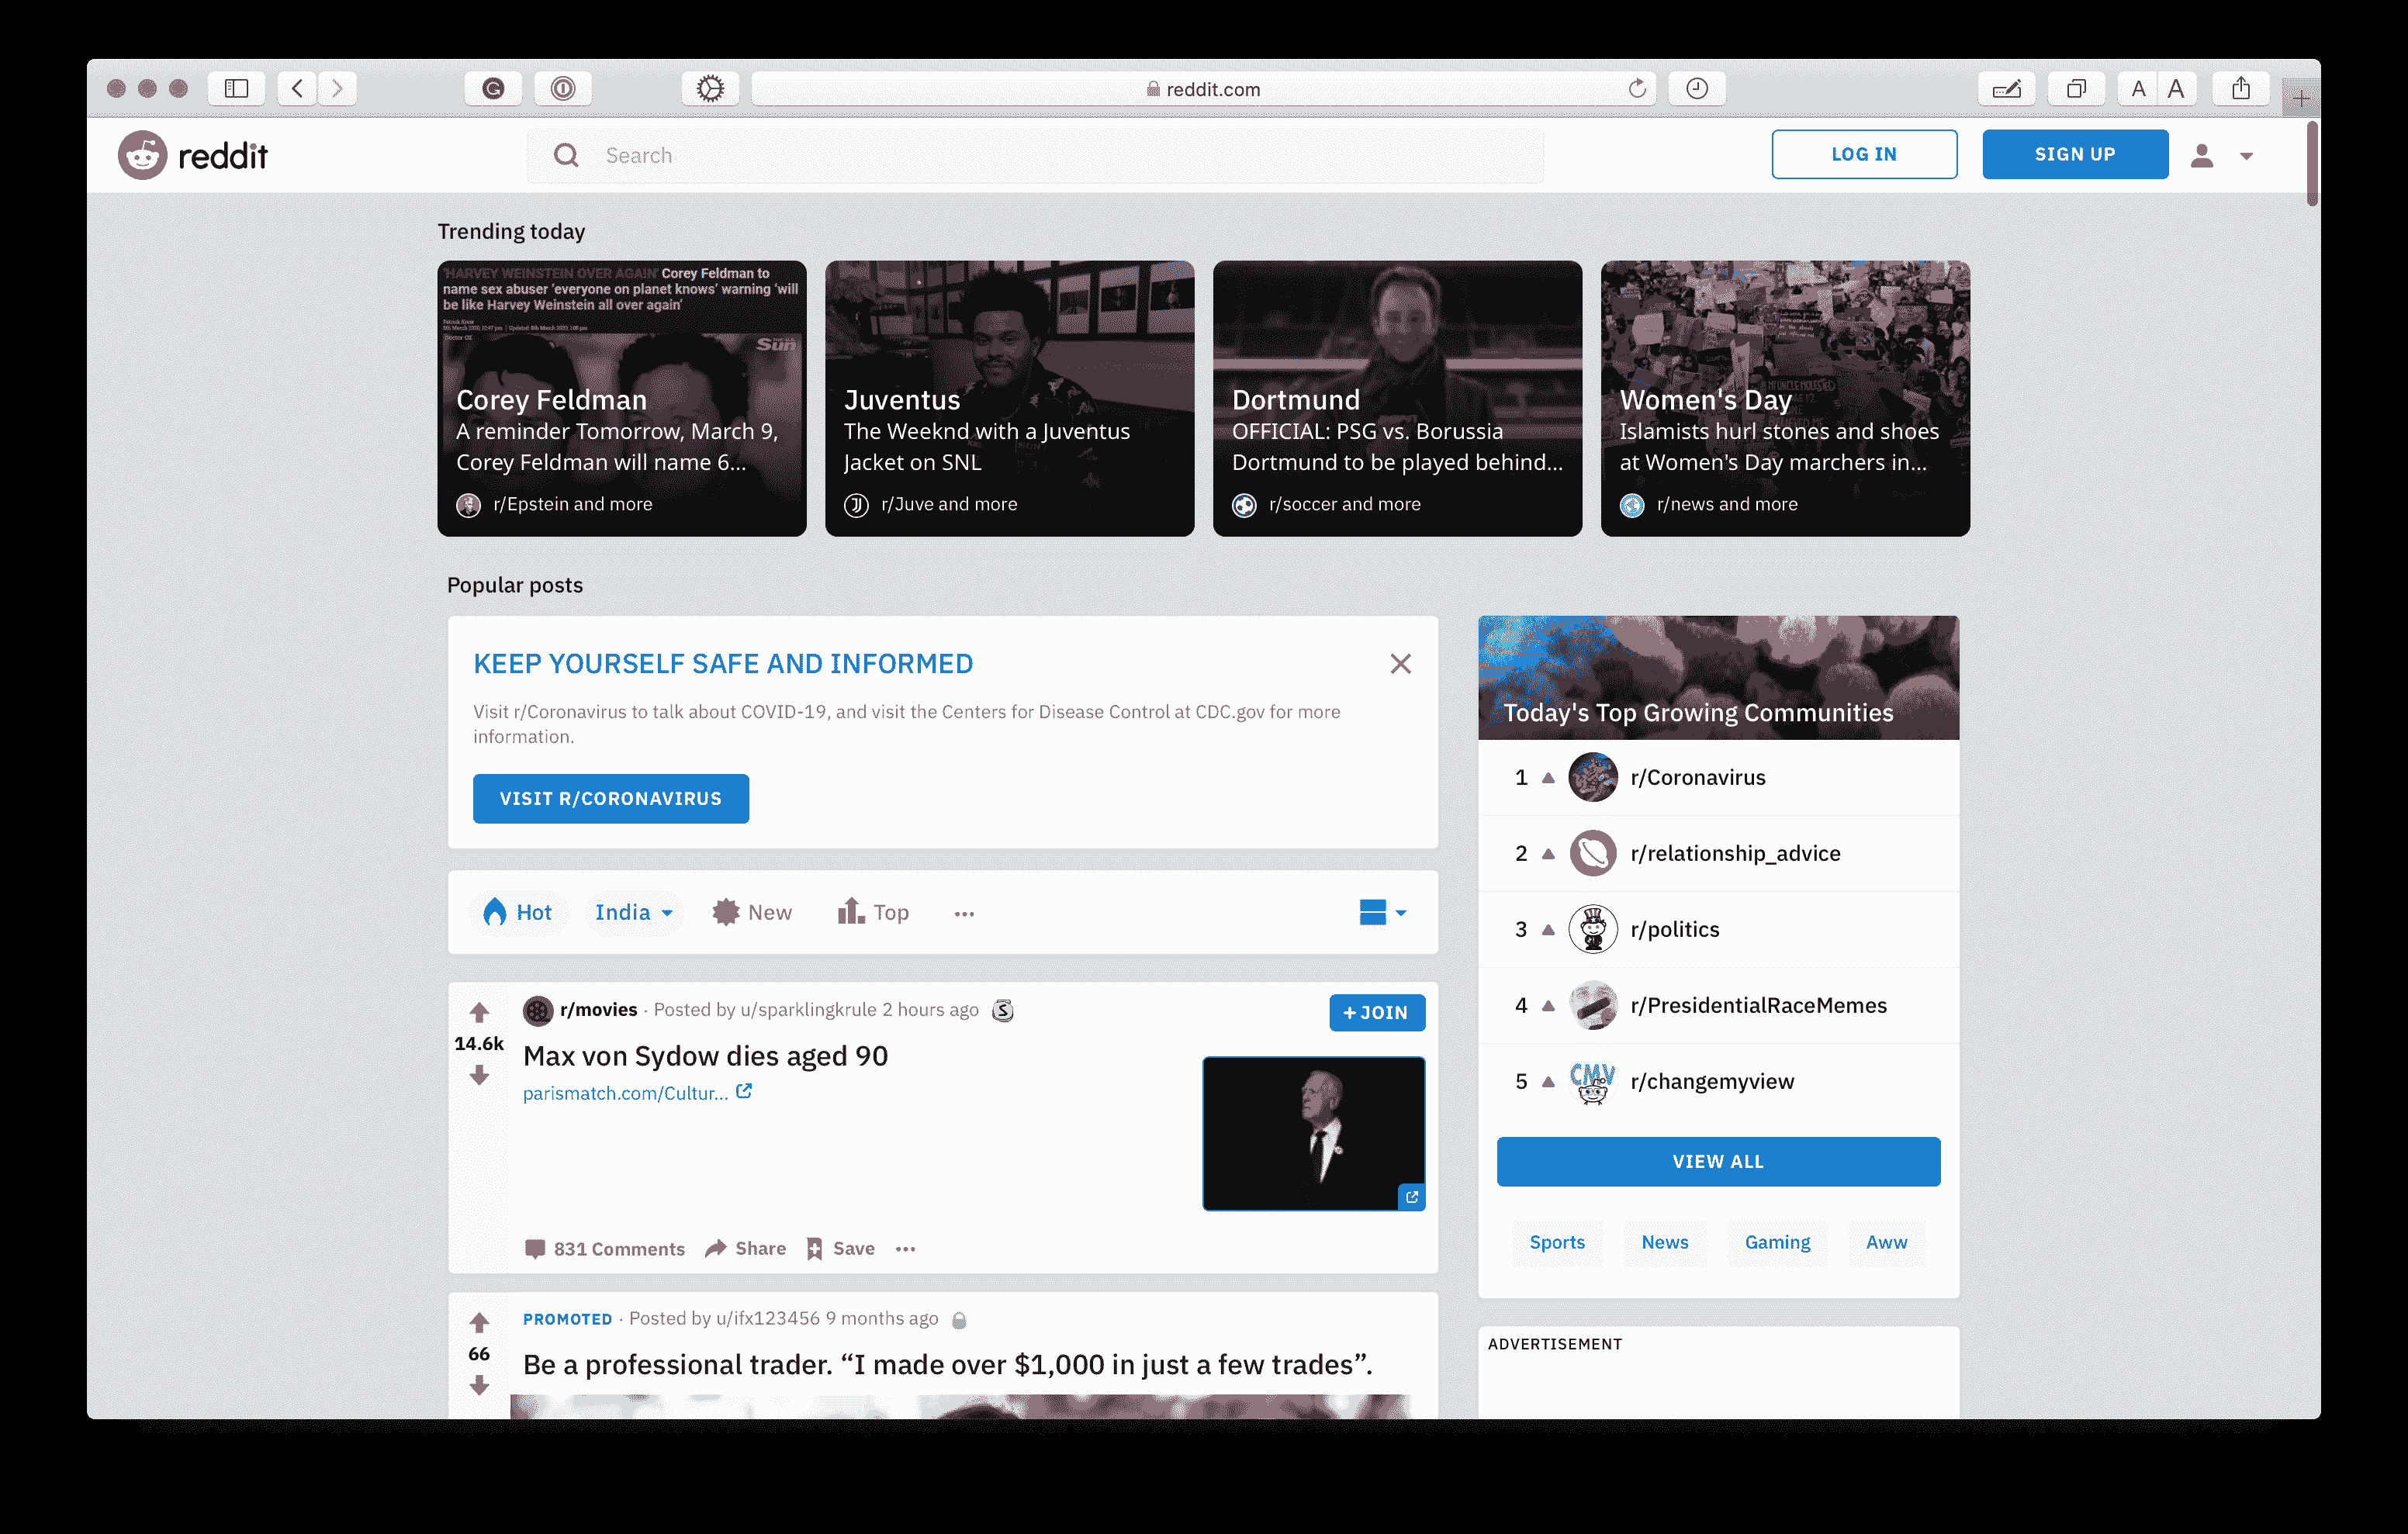 reddit.com
A A
reddit
Search
LOG IN
SIGN UP
Trending today
'HARVEY WEINSTEIN OVER AGAIN' Corey Feldman to
name sex abuser 'everyone on planet knows' warning 'will
be like Harvey Weinstein all over again'
Sun
Corey Feldman
A reminder Tomorrow, March 9,
Corey Feldman will name 6...
r/Epstein and more
Juventus
The Weeknd with a Juventus
Jacket on SNL
r/Juve and more
Dortmund
OFFICIAL: PSG vs. Borussia
Dortmund to be played behind...
r/soccer and more
Women's Day
Islamists hurl stones and shoes
at Women's Day marchers in...
r/news and more
Popular posts
KEEP YOURSELF SAFE AND INFORMED
Visit r/Coronavirus to talk about COVID-19, and visit the Centers for Disease Control at CDC.gov for more
information.
VISIT R/CORONAVIRUS
Hot
India
New
Top
r/movies · Posted by u/sparklingkrule 2 hours ago
+ JOIN
14.6k
Max von Sydow dies aged 90
parismatch.com/Cultur...
831 Comments
Share
Save
PROMOTED · Posted by u/ifx123456 9 months ago
66
Be a professional trader. “I made over $1,000 in just a few trades”.
Today's Top Growing Communities
1 r/Coronavirus
2 r/relationship_advice
3 r/politics
4 r/PresidentialRaceMemes
5 CMV r/changemyview
VIEW ALL
Sports
News
Gaming
Aww
ADVERTISEMENT